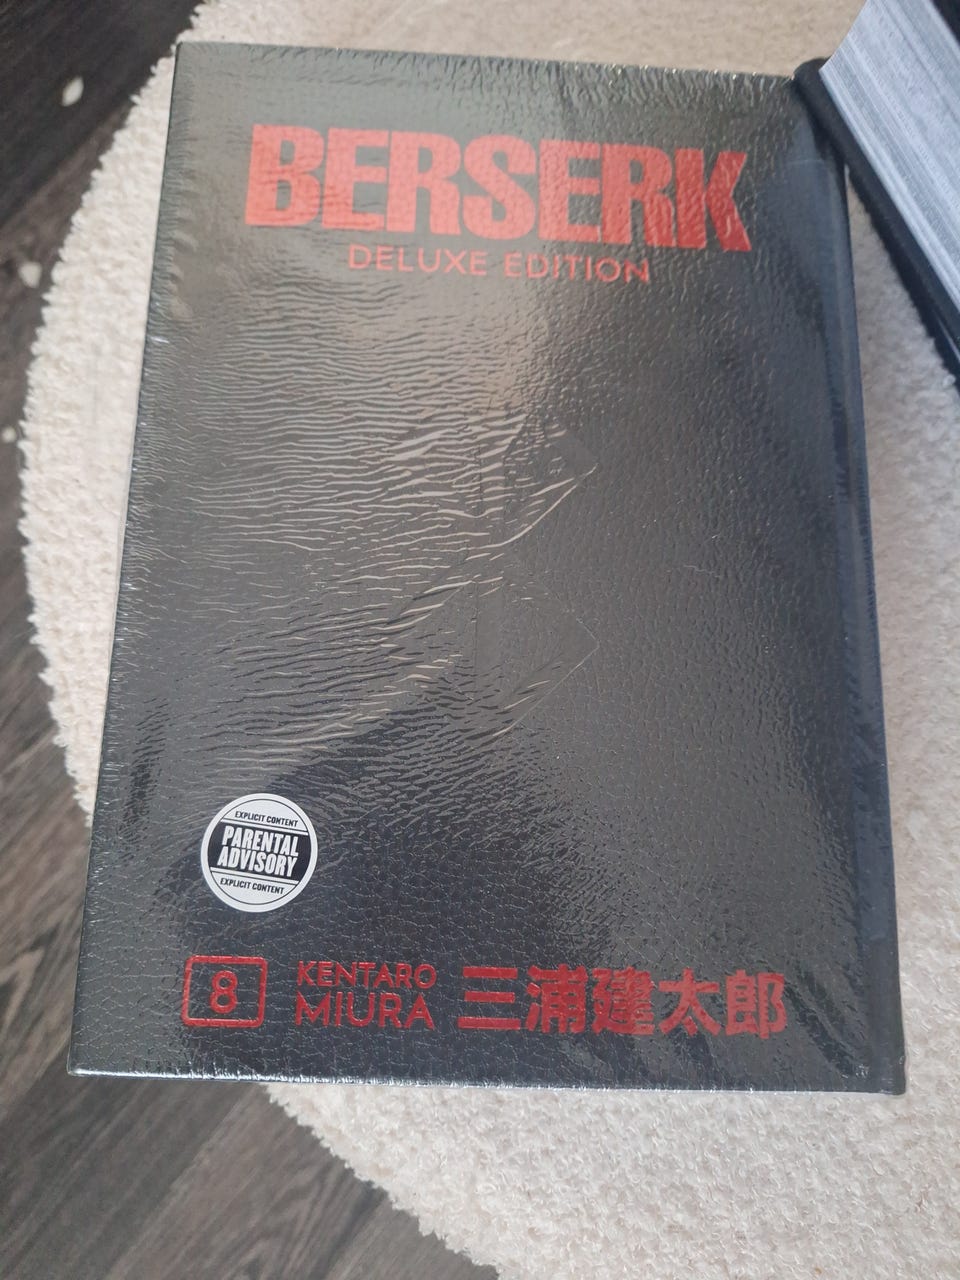 BERSERK
DELUXE EDITION
EXPLICIT CONTENT
PARENTAL
ADVISORY
EXPLICIT CONTENT
8
KENTARO
MIURA
三浦建太郎